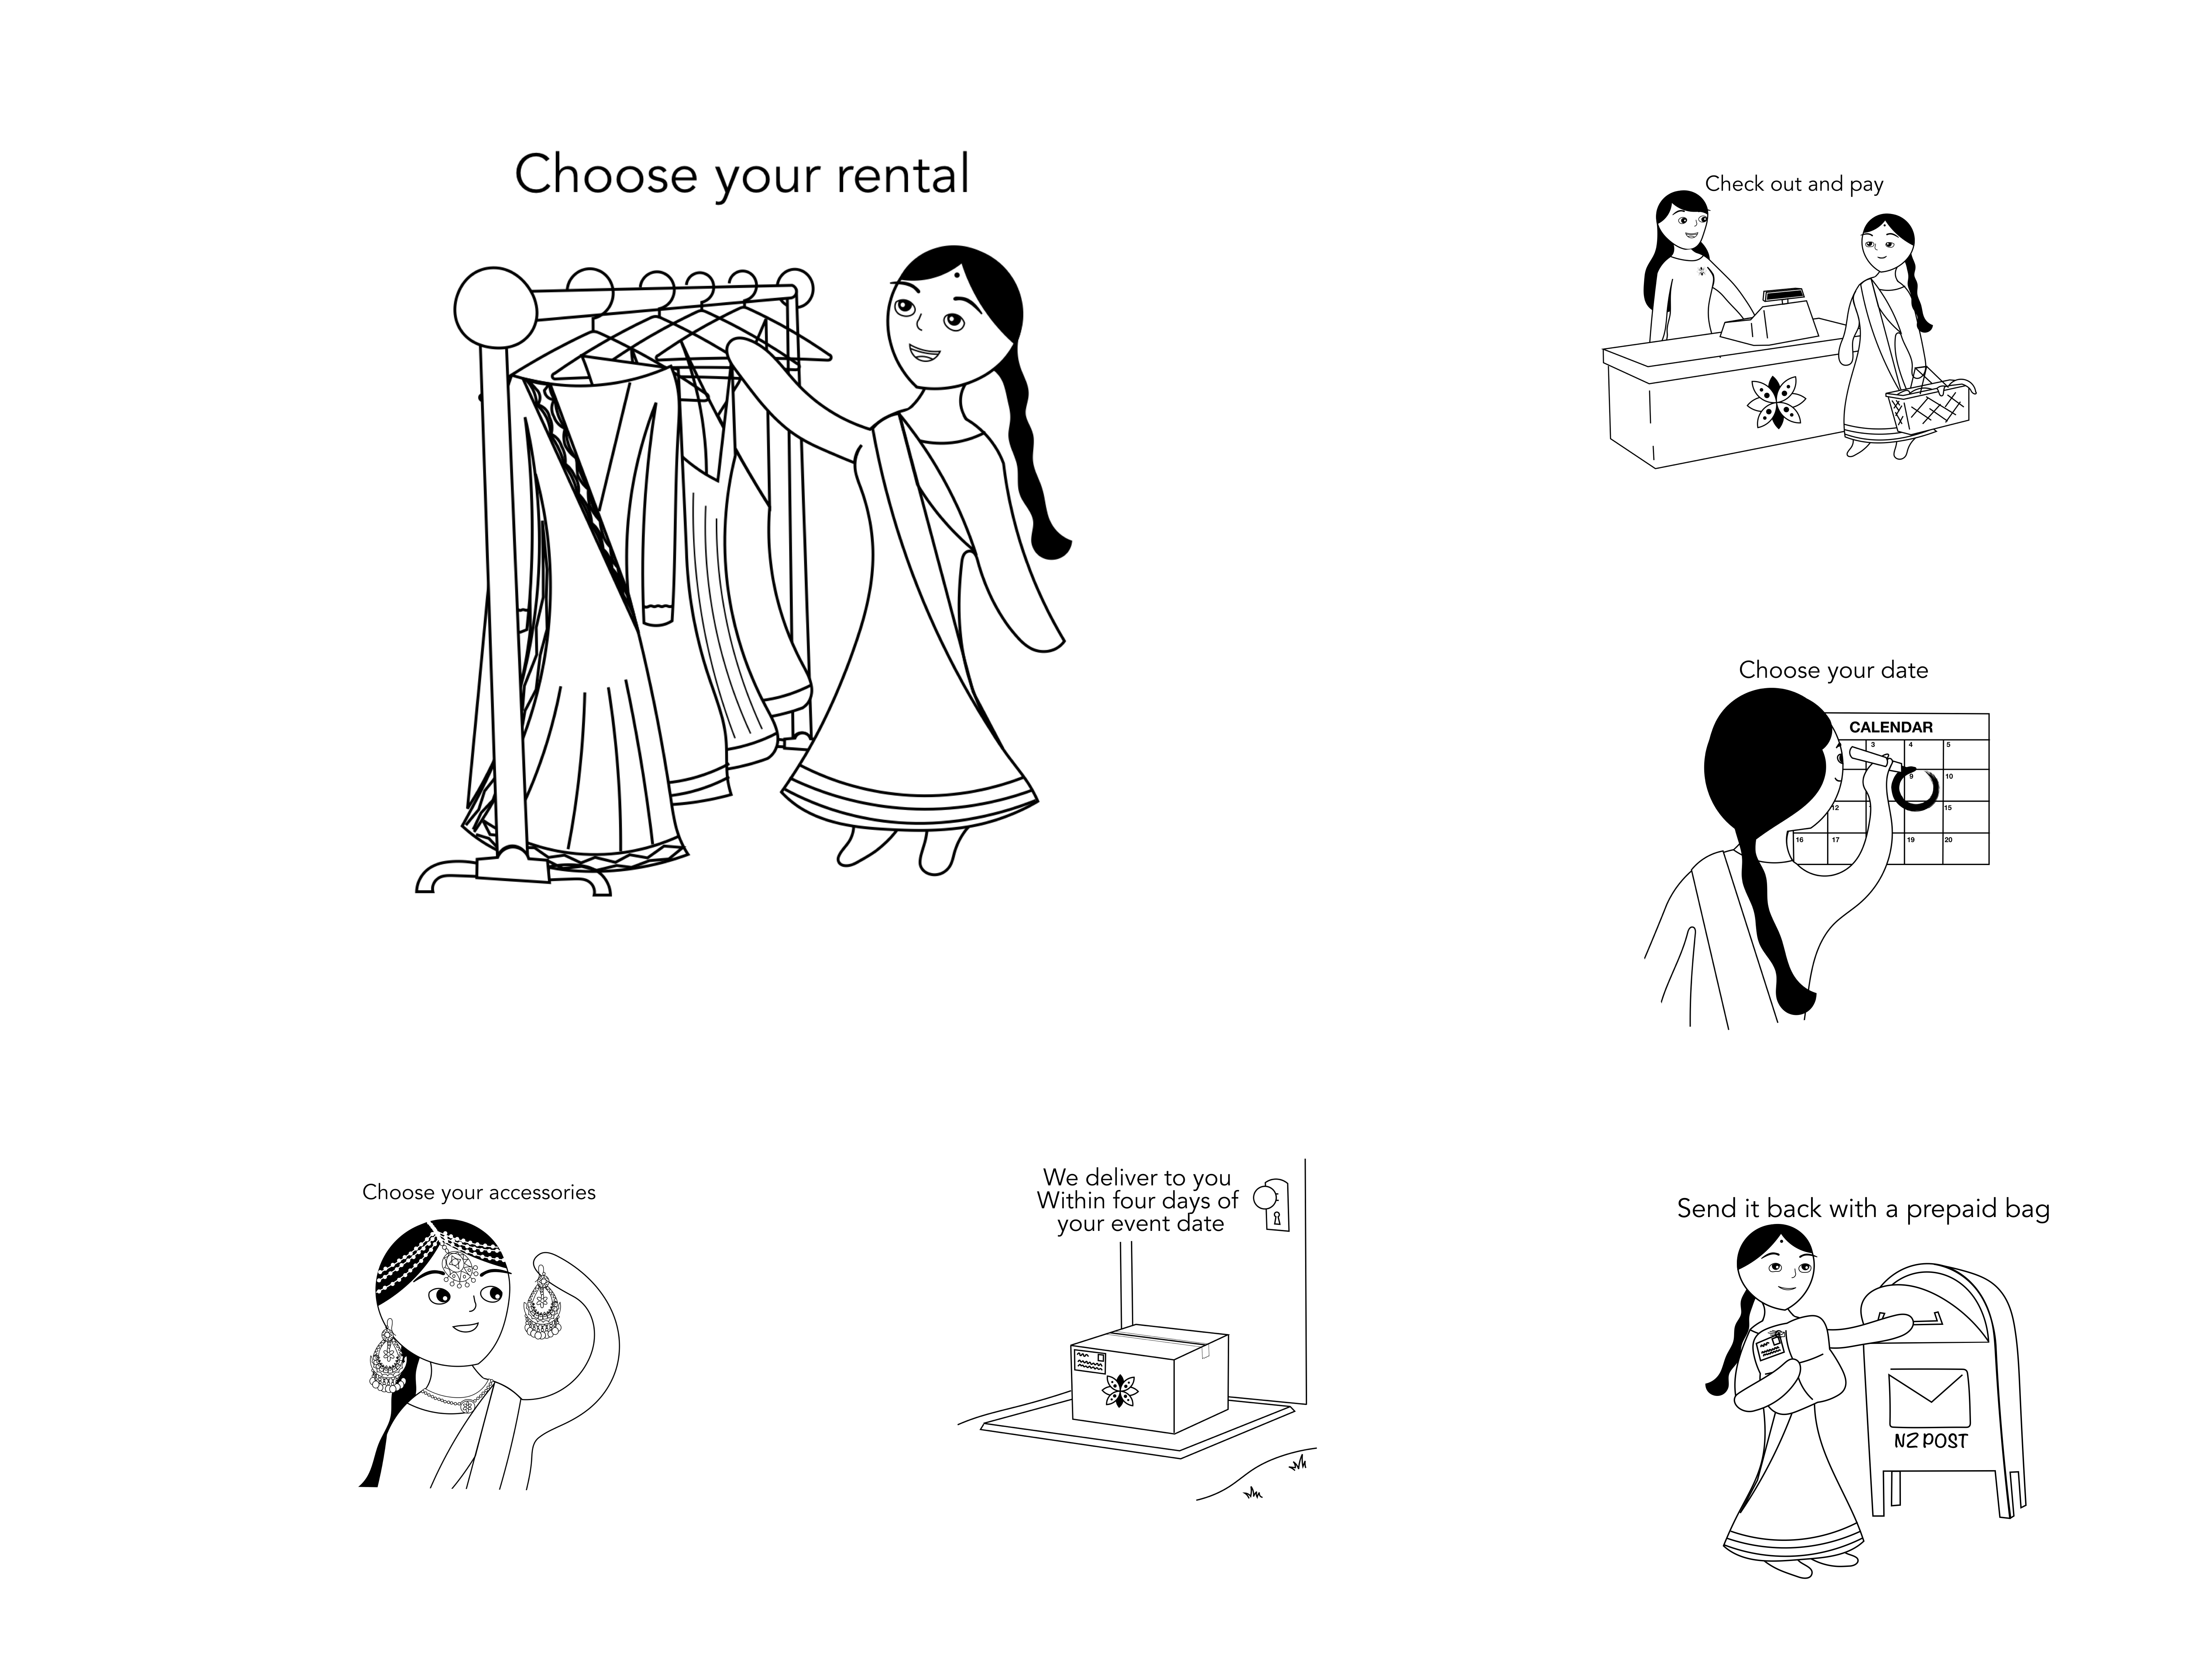 Choose your rental
Check out and pay
Choose your date
CALENDAR
3 4 5
9 10
12 15
16 17 19 20
Choose your accessories
We deliver to you
Within four days of
your event date
Send it back with a prepaid bag
NZ POST